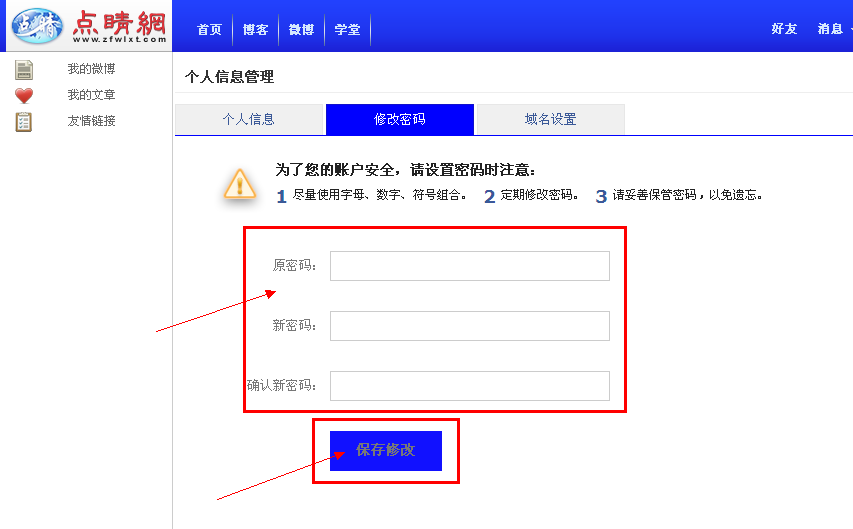 点睛 点睛網
www.zfwlxt.com
首页 博客 微博 学堂 好友 消息
我的微博
我的文章
友情链接
个人信息管理
个人信息 修改密码 域名设置
为了您的账户安全，请设置密码时注意：
1 尽量使用字母、数字、符号组合。 2 定期修改密码。 3 请妥善保管密码，以免遗忘。
原密码：
新密码：
确认新密码：
保存修改